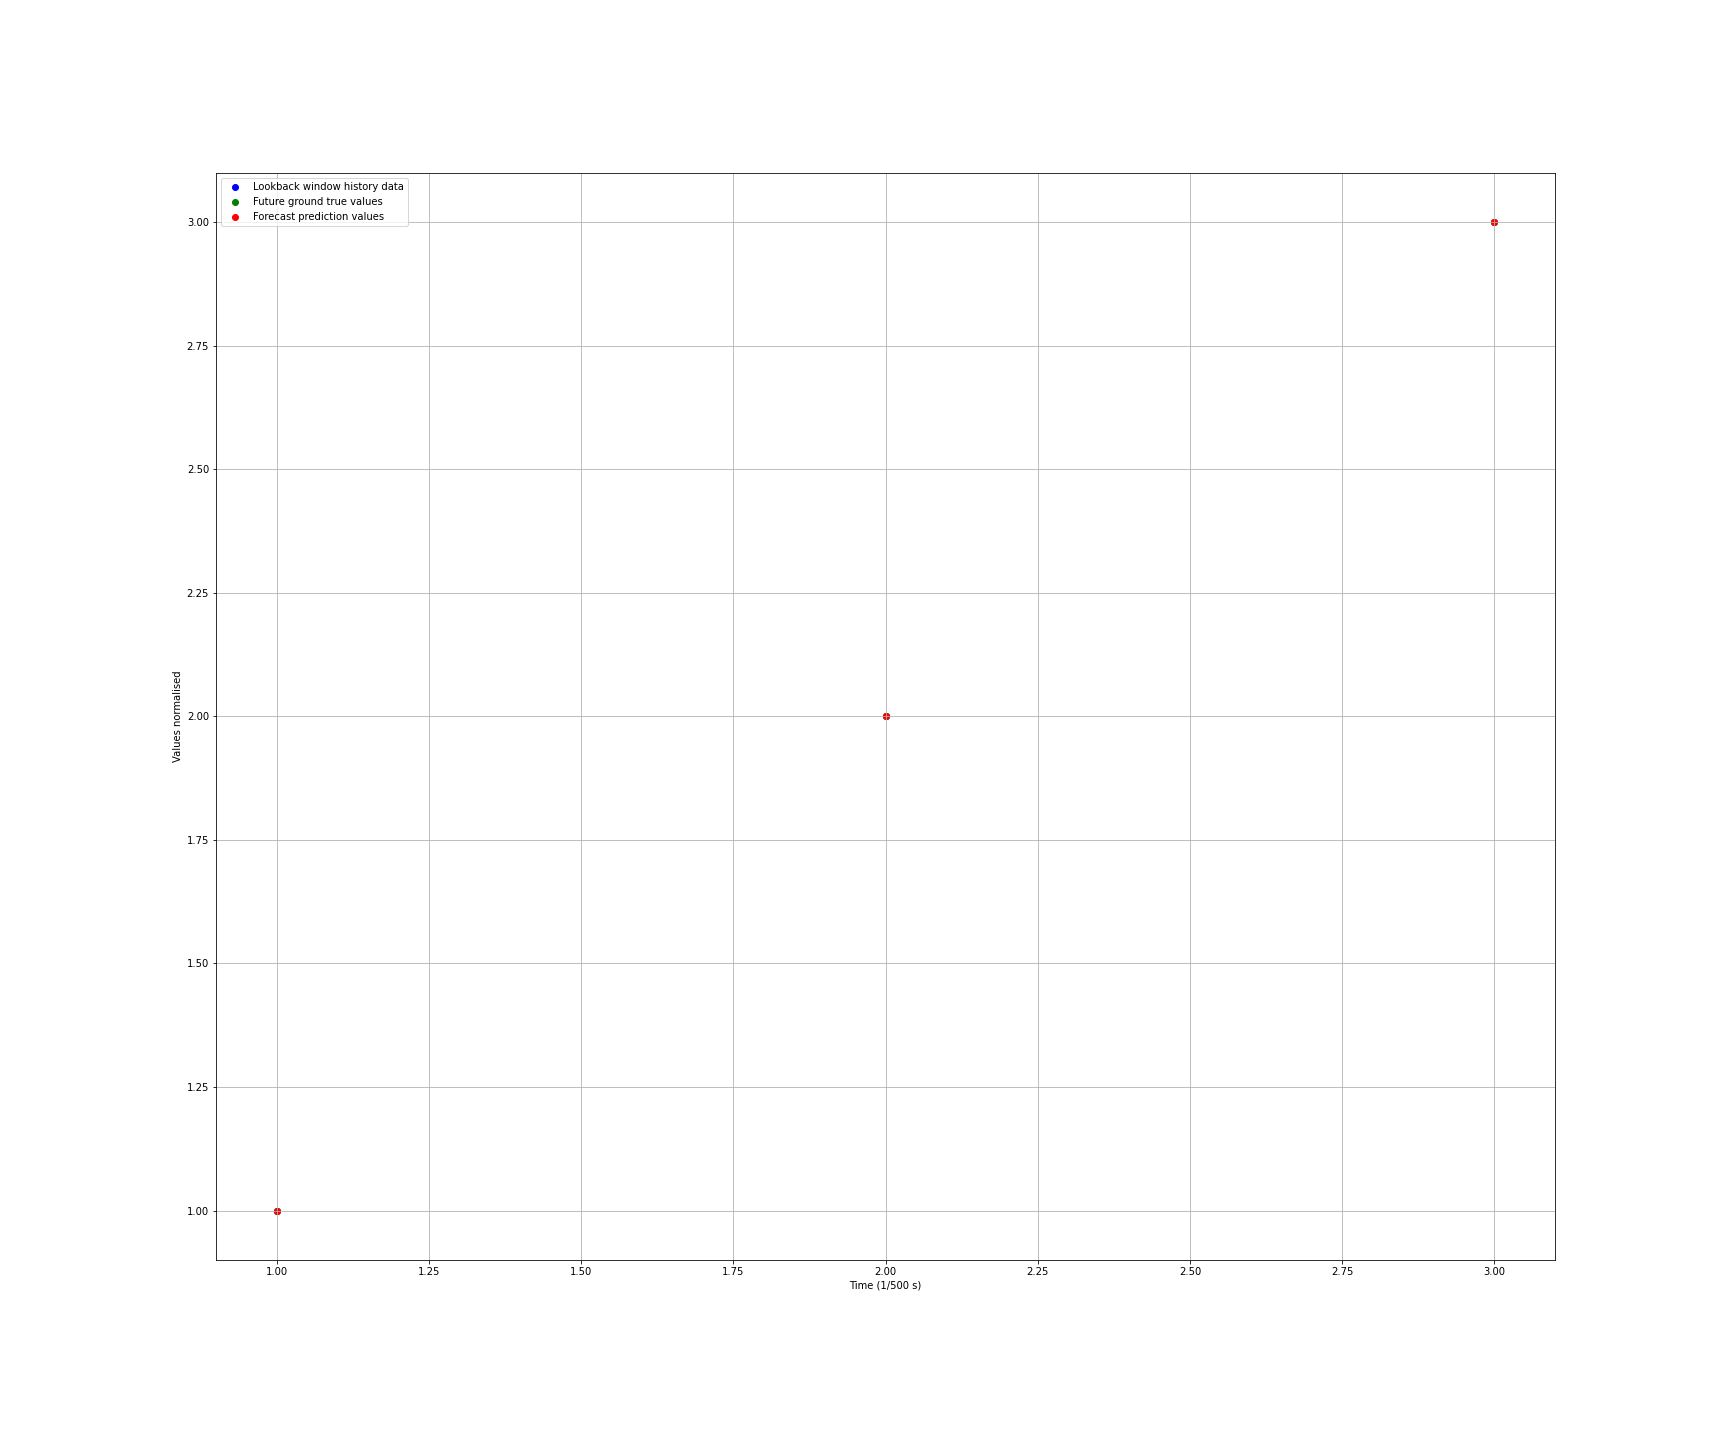 Lookback window history data
Future ground true values
Forecast prediction values
3.00
2.75
2.50
2.25
2.00
1.75
1.50
1.25
1.00
Values normalised
1.00 1.25 1.50 1.75 2.00 2.25 2.50 2.75 3.00
Time (1/500 s)